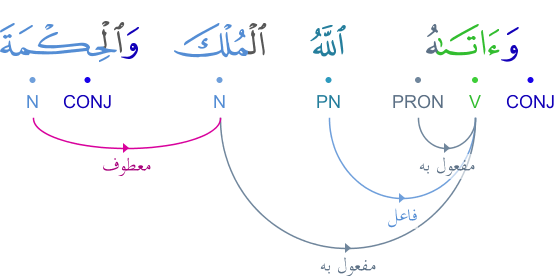 وَءَاتَىٰهُ ٱللَّهُ ٱلْمُلْكَ وَٱلْحِكْمَةَ
N CONJ N PN PRON V CONJ
معطوف مفعول به
فاعل
مفعول به